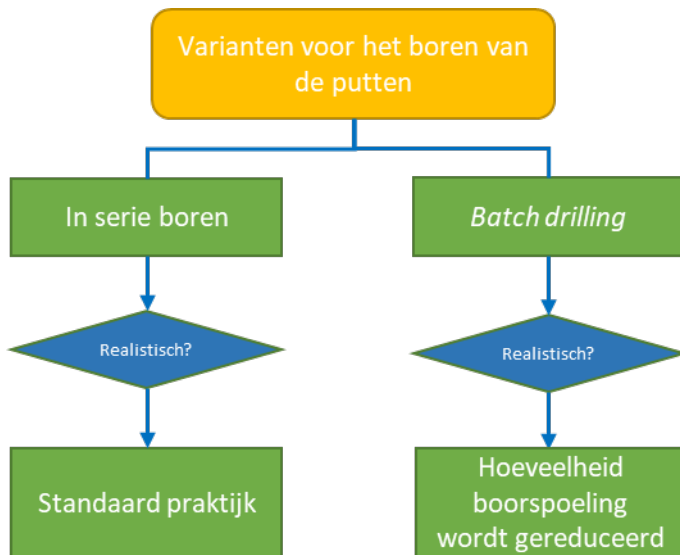 Varianten voor het boren van
de putten
In serie boren
Batch drilling
Realistisch?
Realistisch?
Standaard praktijk
Hoeveelheid
boorspoeling
wordt gereduceerd